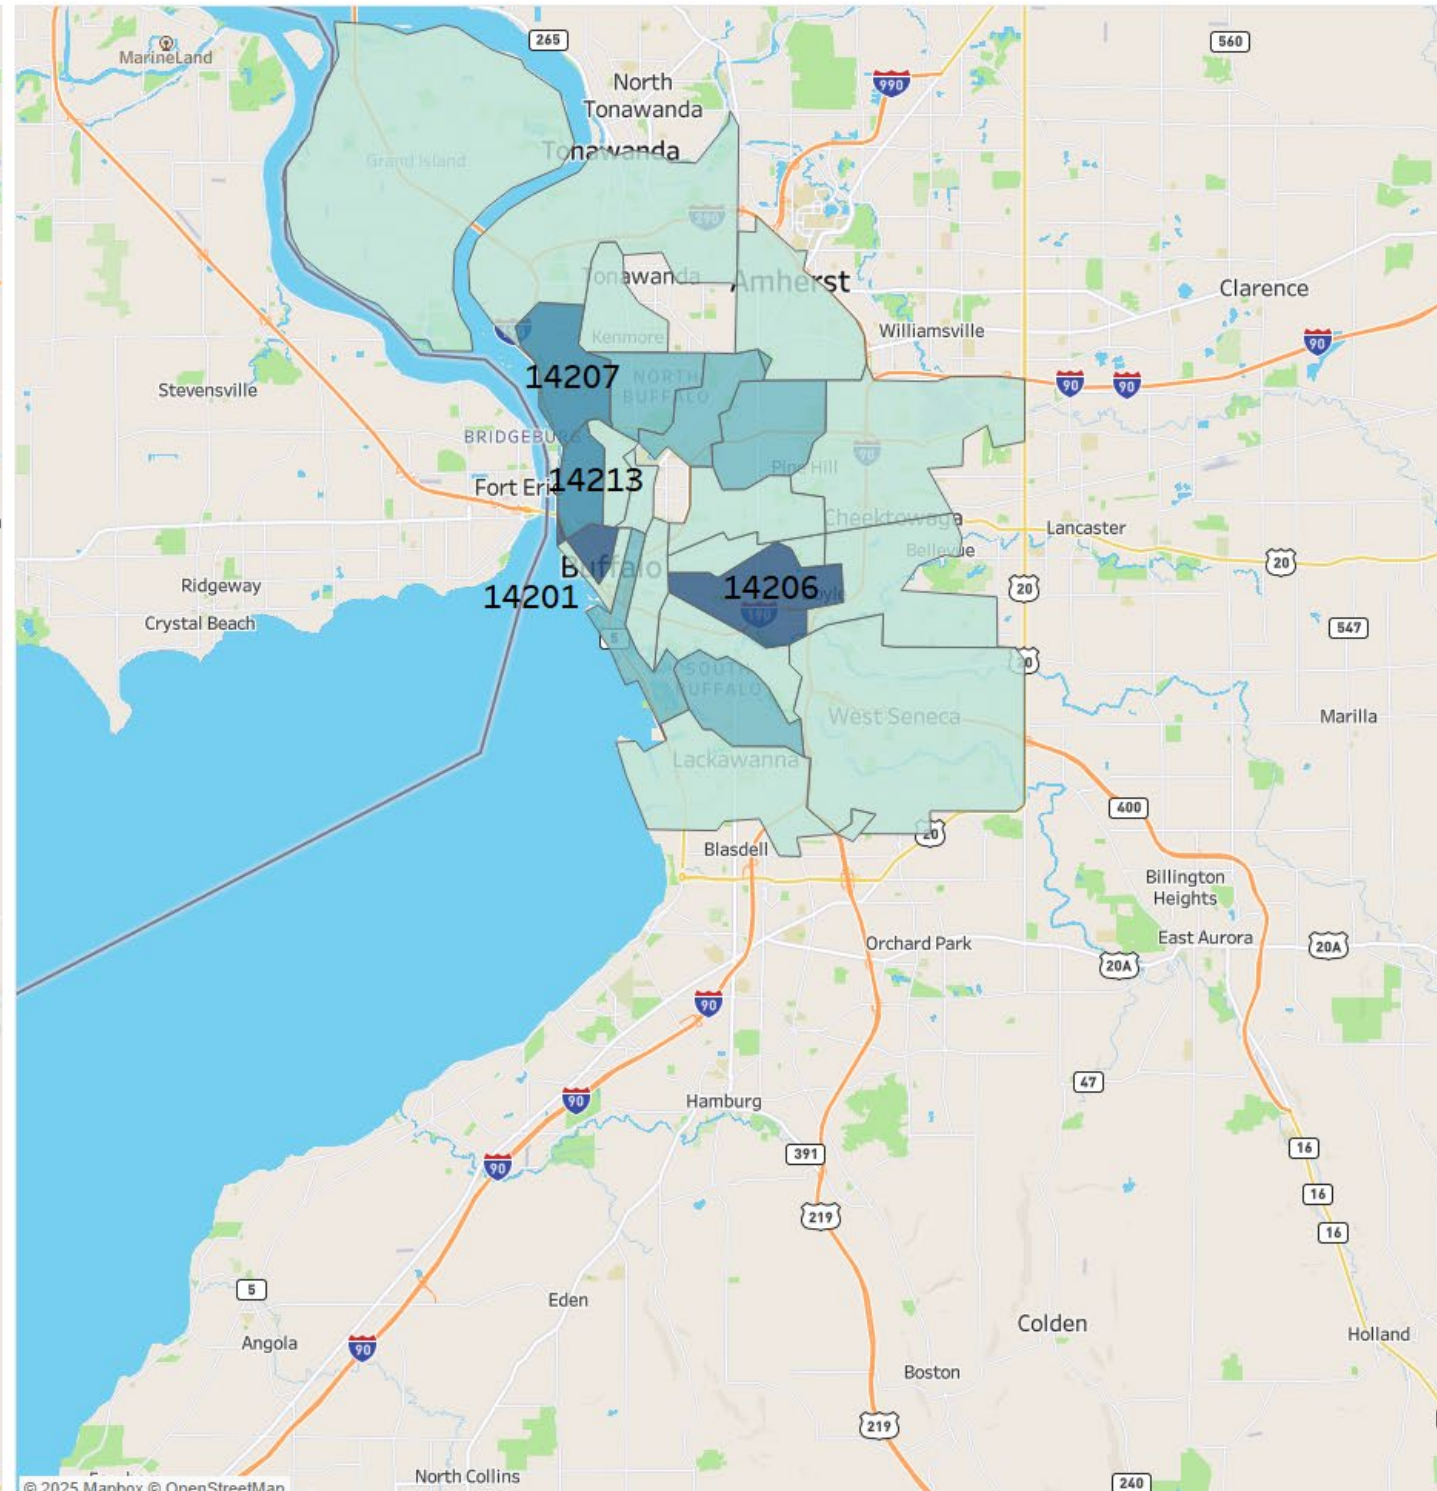 265
560
MarineLand
North
Tonawanda
990
Tonawanda
Grand Island
290
Tonawanda
Amherst
Clarence
Kenmore
Williamsville
90
14207
NORTH
BUFFALO
90
90
Stevensville
BRIDGEBURG
90
Pine Hill
14213
Fort Erie
Cheektowaga
Lancaster
Bellevue
20
Buffalo
Ridgeway
14206
20
14201
190
Crystal Beach
5
547
20
SOUTH
BUFFALO
West Seneca
Marilla
Lackawanna
400
20
Blasdell
Billington
Heights
Orchard Park
East Aurora
20A
20A
90
47
Hamburg
90
16
391
90
16
219
16
5
Eden
Colden
Angola
90
Holland
Boston
219
North Collins
240
© 2025 Mapbox © OpenStreetMap